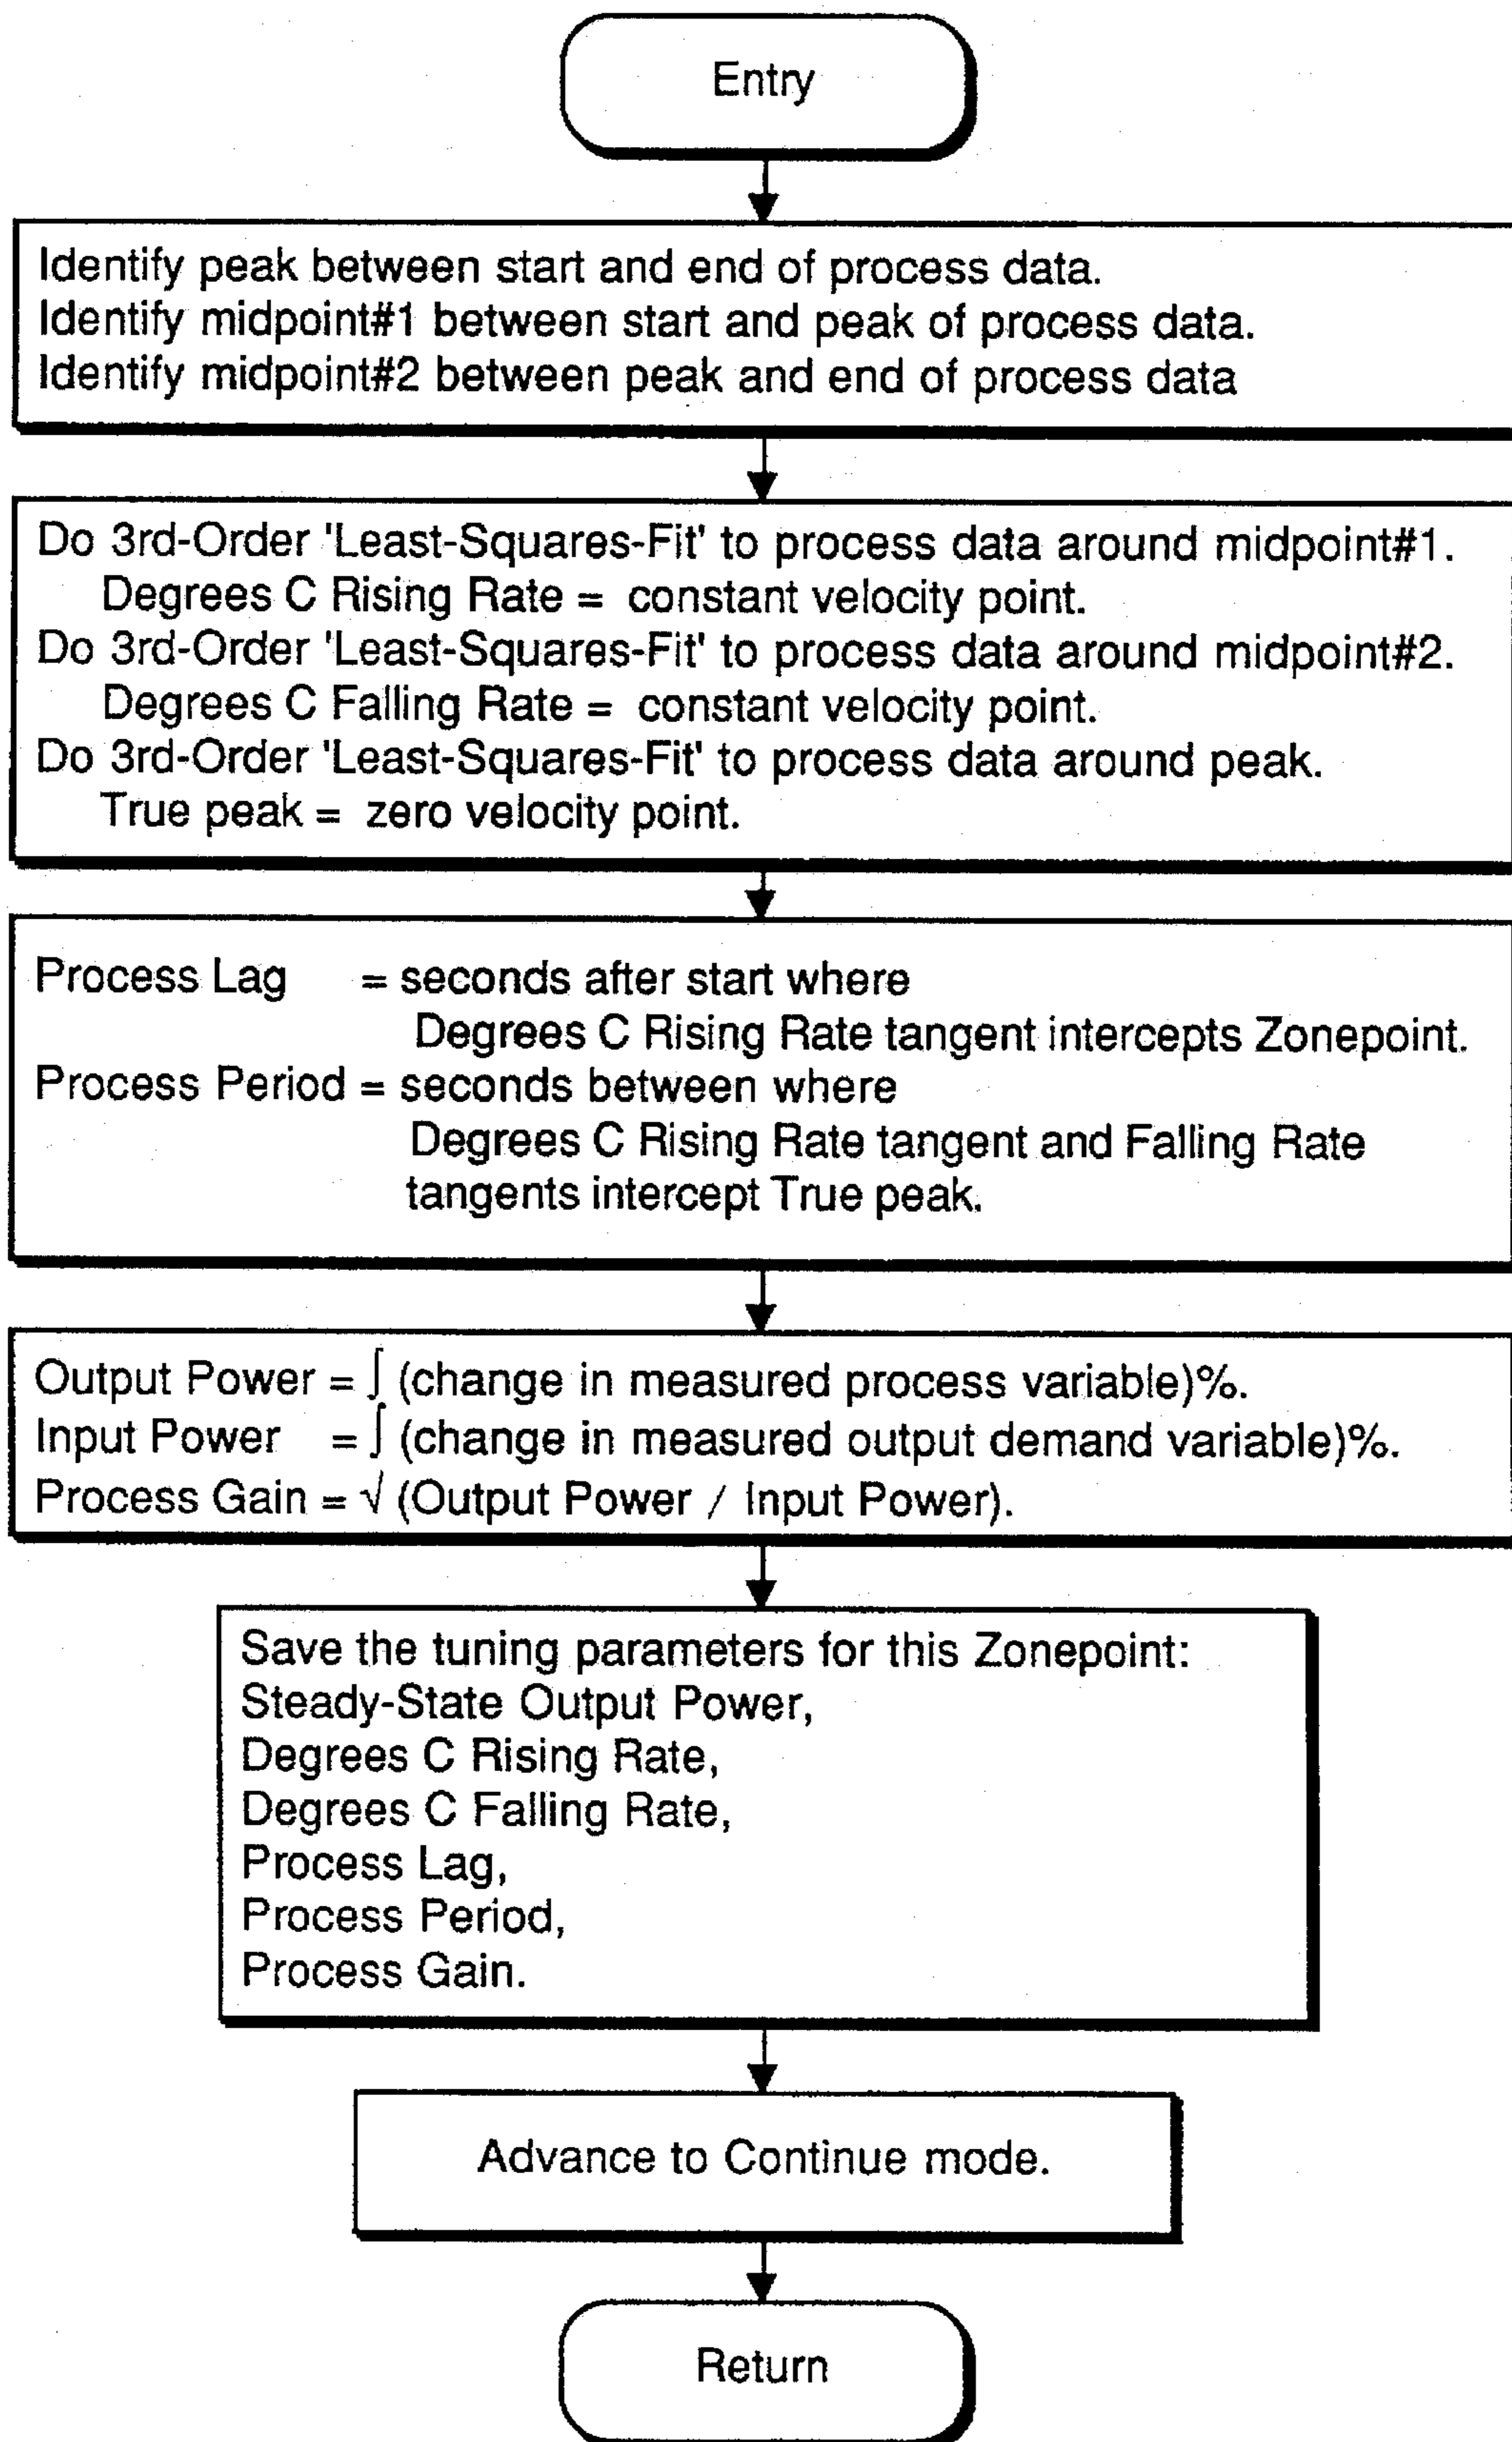 Entry
Identify peak between start and end of process data.
Identify midpoint#1 between start and peak of process data.
Identify midpoint#2 between peak and end of process data
Do 3rd-Order 'Least-Squares-Fit' to process data around midpoint#1.
Degrees C Rising Rate = constant velocity point.
Do 3rd-Order 'Least-Squares-Fit' to process data around midpoint#2.
Degrees C Falling Rate = constant velocity point.
Do 3rd-Order 'Least-Squares-Fit' to process data around peak.
True peak = zero velocity point.
Process Lag = seconds after start where
Degrees C Rising Rate tangent intercepts Zonepoint.
Process Period = seconds between where
Degrees C Rising Rate tangent and Falling Rate
tangents intercept True peak.
Output Power = ∫ (change in measured process variable)%.
Input Power = ∫ (change in measured output demand variable)%.
Process Gain = √ (Output Power / Input Power).
Save the tuning parameters for this Zonepoint:
Steady-State Output Power,
Degrees C Rising Rate,
Degrees C Falling Rate,
Process Lag,
Process Period,
Process Gain.
Advance to Continue mode.
Return